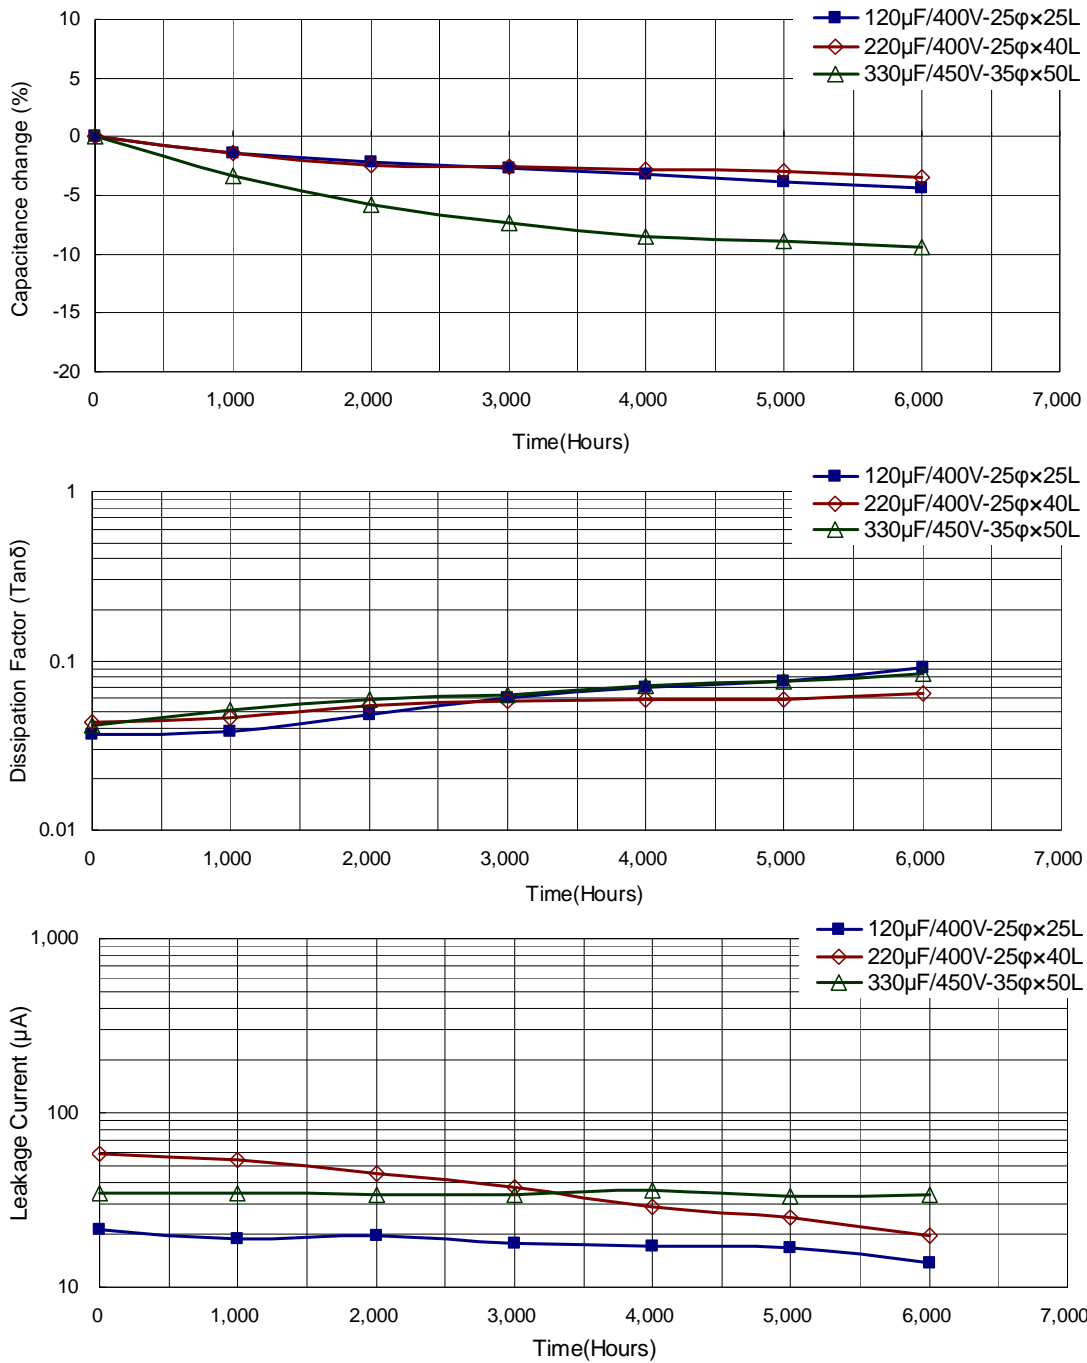 120µF/400V-25φ×25L
220µF/400V-25φ×40L
330µF/450V-35φ×50L
Capacitance change (%)
10
5
0
-5
-10
-15
-20
0 1,000 2,000 3,000 4,000 5,000 6,000 7,000
Time(Hours)
120µF/400V-25φ×25L
220µF/400V-25φ×40L
330µF/450V-35φ×50L
Dissipation Factor (Tanδ)
1
0.1
0.01
0 1,000 2,000 3,000 4,000 5,000 6,000 7,000
Time(Hours)
120µF/400V-25φ×25L
220µF/400V-25φ×40L
330µF/450V-35φ×50L
Leakage Current (µA)
1,000
100
10
0 1,000 2,000 3,000 4,000 5,000 6,000 7,000
Time(Hours)